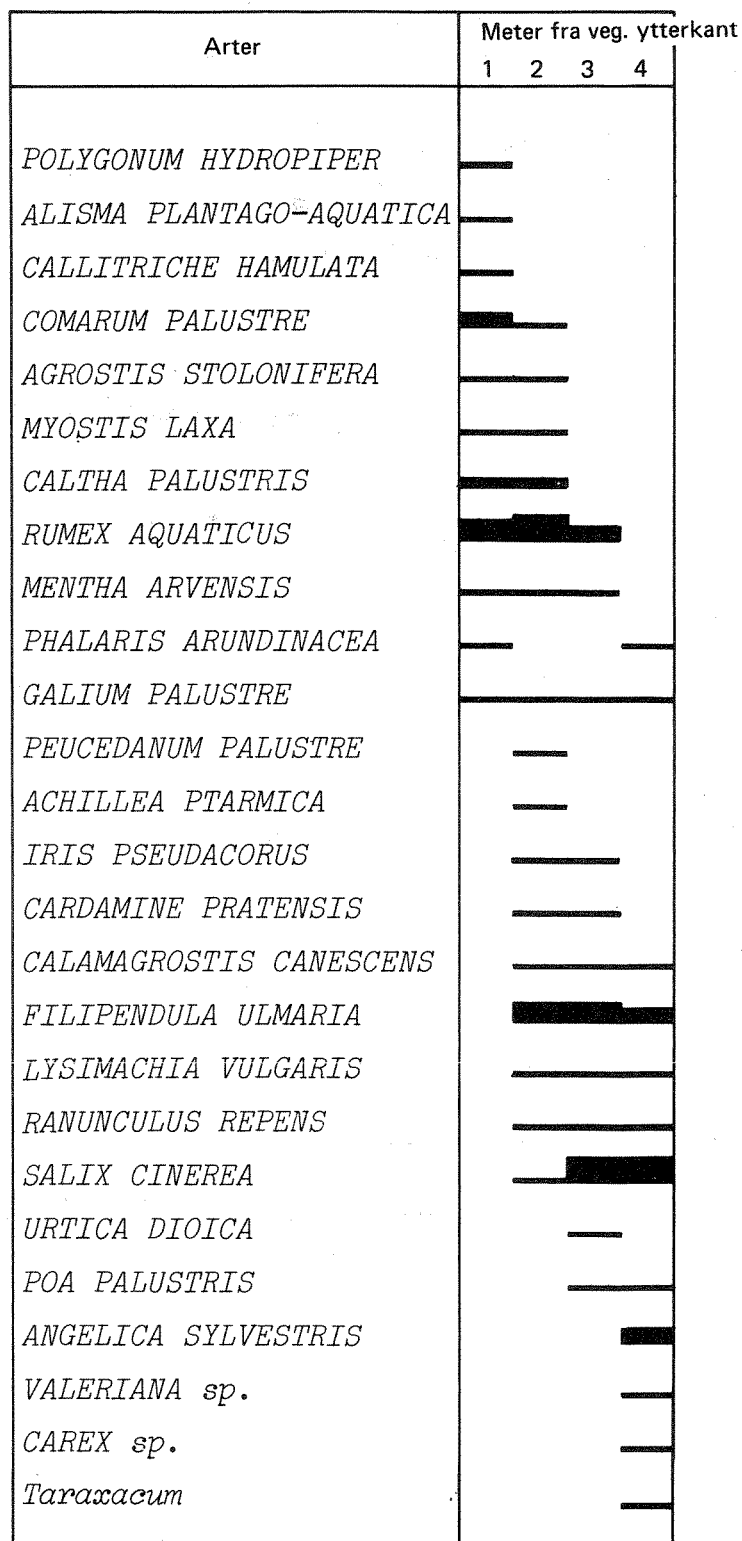 Arter
Meter fra veg. ytterkant
1 2 3 4
POLYGONUM HYDROPIPER
ALISMA PLANTAGO-AQUATICA
CALLITRICHE HAMULATA
COMARUM PALUSTRE
AGROSTIS STOLONIFERA
MYOSTIS LAXA
CALTHA PALUSTRIS
RUMEX AQUATICUS
MENTHA ARVENSIS
PHALARIS ARUNDINACEA
GALIUM PALUSTRE
PEUCEDANUM PALUSTRE
ACHILLEA PTARMICA
IRIS PSEUDACORUS
CARDAMINE PRATENSIS
CALAMAGROSTIS CANESCENS
FILIPENDULA ULMARIA
LYSIMACHIA VULGARIS
RANUNCULUS REPENS
SALIX CINEREA
URTICA DIOICA
POA PALUSTRIS
ANGELICA SYLVESTRIS
VALERIANA sp.
CAREX sp.
Taraxacum